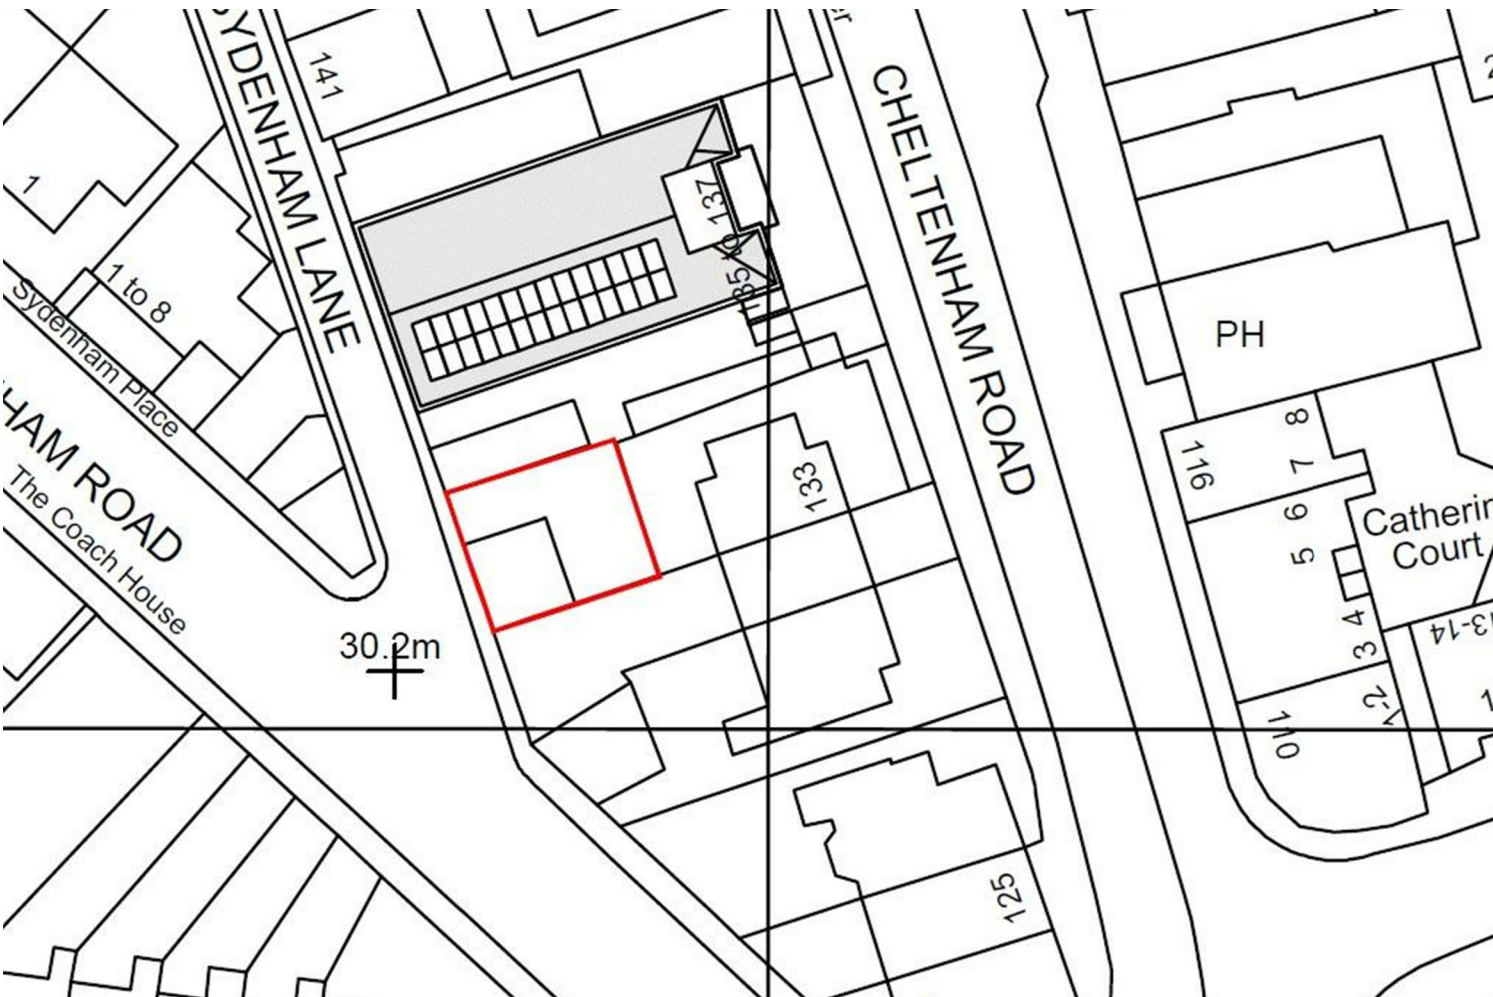 SYDENHAM LANE
141
CHELTENHAM ROAD
1
1 to 8
Sydenham Place
135 to 137
PH
HAM ROAD
The Coach House
133
116
8
7
6
5
Catherin
Court
4
3
13-14
1-2
110
30.2m
125